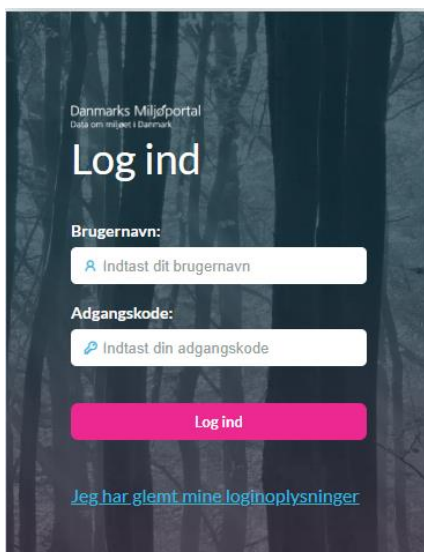 Danmarks Miljøportal
Data om miljøet i Danmark
Log ind
Brugernavn:
Indtast dit brugernavn
Adgangskode:
Indtast din adgangskode
Log ind
Jeg har glemt mine loginoplysninger